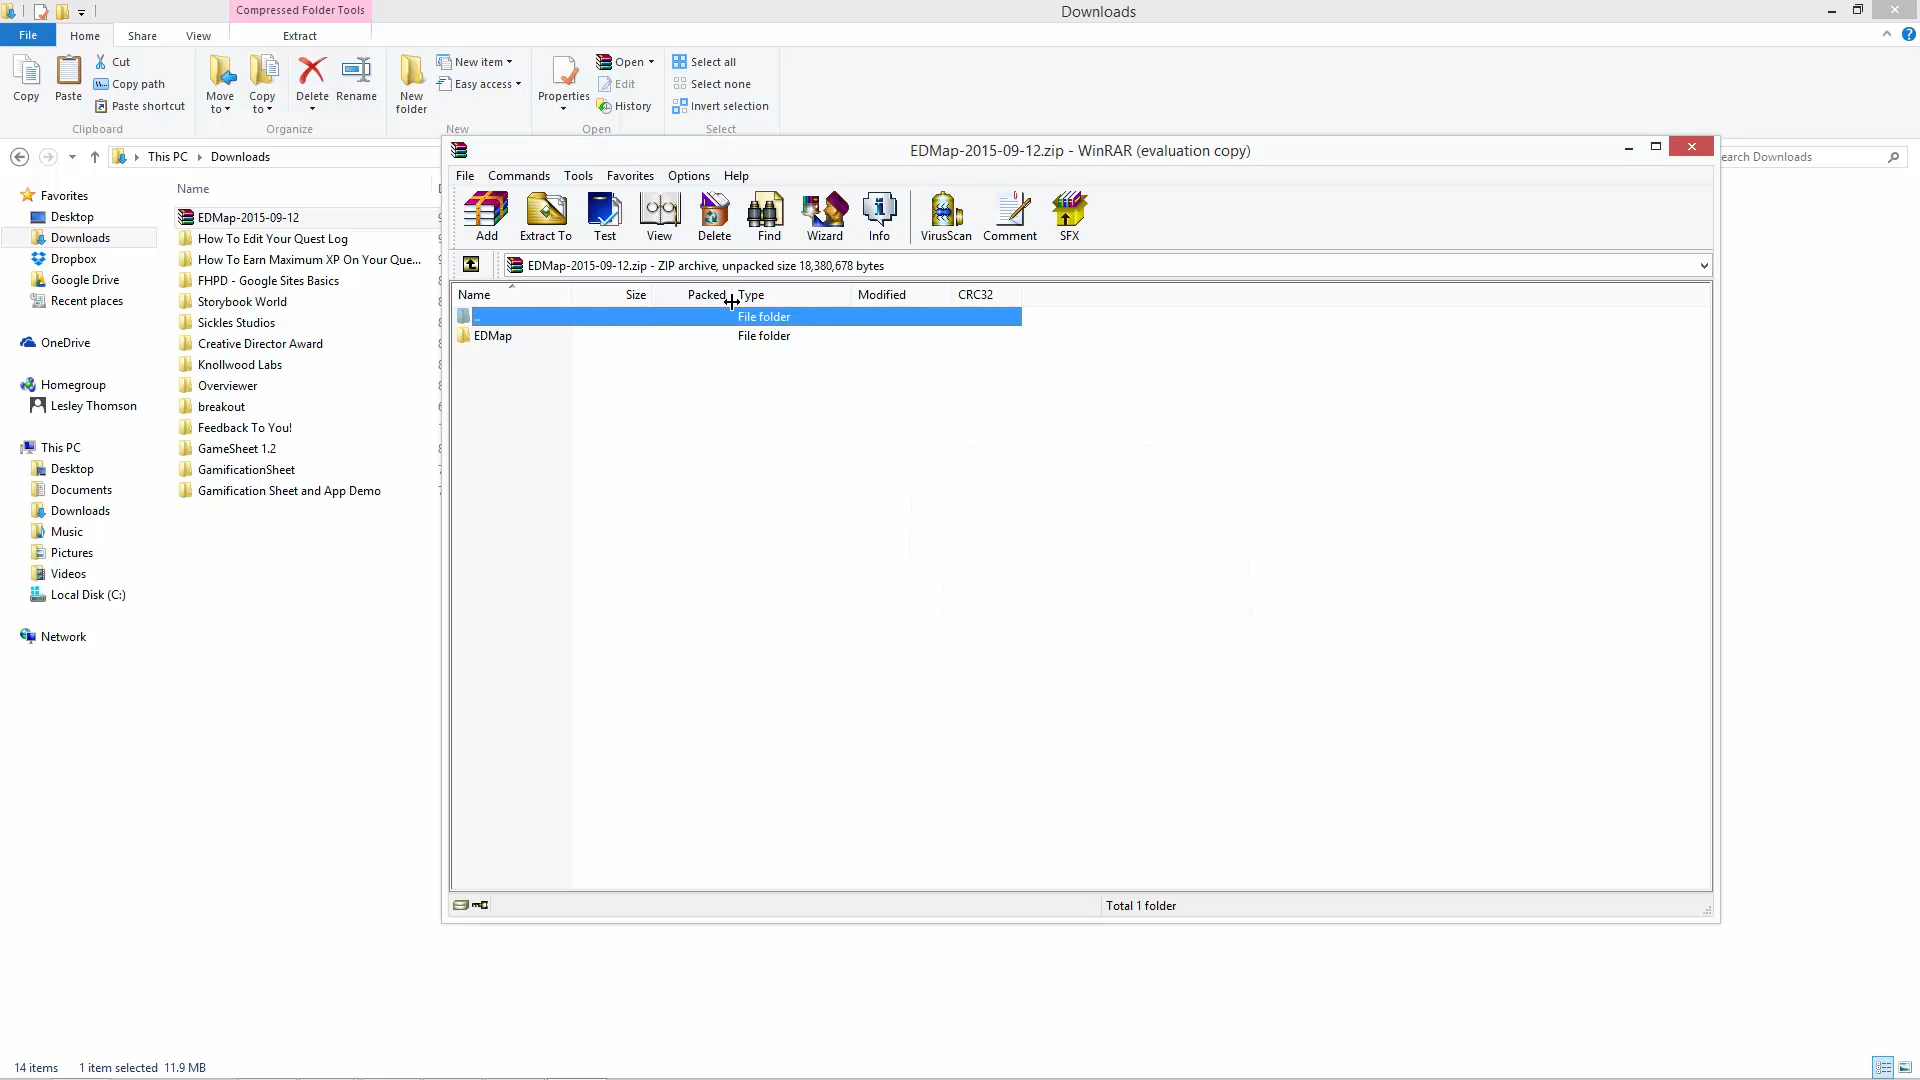 Compressed Folder Tools
Downloads
File
Home
Share
View
Extract
Copy
Paste
Cut
Copy path
Paste shortcut
Clipboard
Move to
Copy to
Delete
Rename
Organize
New folder
New item
Easy access
New
Properties
Open
Edit
History
Open
Select all
Select none
Invert selection
Select
This PC
Downloads
earch Downloads
Favorites
Desktop
Downloads
Dropbox
Google Drive
Recent places
OneDrive
Homegroup
Lesley Thomson
This PC
Desktop
Documents
Downloads
Music
Pictures
Videos
Local Disk (C:)
Network
Name
EDMap-2015-09-12
How To Edit Your Quest Log
How To Earn Maximum XP On Your Que...
FHPD - Google Sites Basics
Storybook World
Sickles Studios
Creative Director Award
Knollwood Labs
Overviewer
breakout
Feedback To You!
GameSheet 1.2
GamificationSheet
Gamification Sheet and App Demo
EDMap-2015-09-12.zip - WinRAR (evaluation copy)
File Commands Tools Favorites Options Help
Add Extract To Test View Delete Find Wizard Info VirusScan Comment SFX
EDMap-2015-09-12.zip - ZIP archive, unpacked size 18,380,678 bytes
Name Size Packed Type Modified CRC32
.. File folder
EDMap File folder
Total 1 folder
14 items 1 item selected 11.9 MB